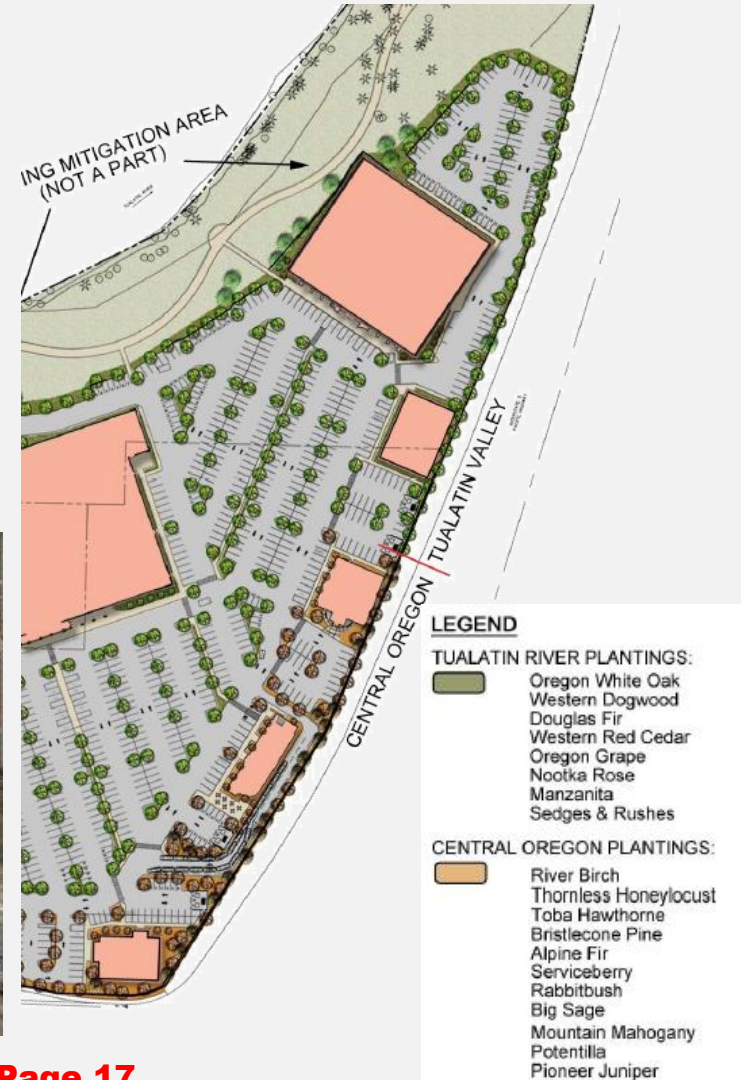 ING MITIGATION AREA
(NOT A PART)
CENTRAL OREGON
TUALATIN VALLEY
LEGEND
TUALATIN RIVER PLANTINGS:
Oregon White Oak
Western Dogwood
Douglas Fir
Western Red Cedar
Oregon Grape
Nootka Rose
Manzanita
Sedges & Rushes
CENTRAL OREGON PLANTINGS:
River Birch
Thornless Honeylocust
Toba Hawthorne
Bristlecone Pine
Alpine Fir
Serviceberry
Rabbitbush
Big Sage
Mountain Mahogany
Potentilla
Pioneer Juniper
Page 17